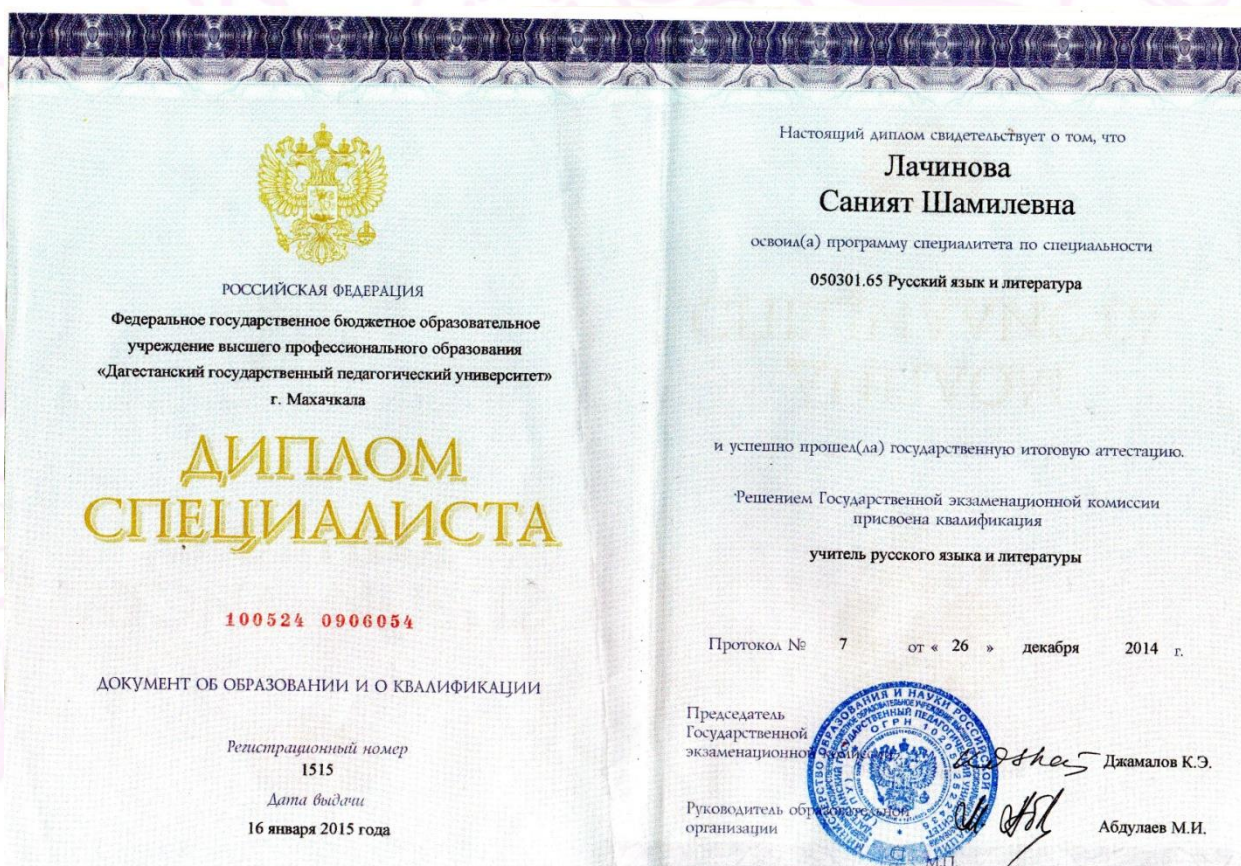 РОССИЙСКАЯ ФЕДЕРАЦИЯ
Федеральное государственное бюджетное образовательное
учреждение высшего профессионального образования
«Дагестанский государственный педагогический университет»
г. Махачкала
ДИПЛОМ
СПЕЦИАЛИСТА
100524 0906054
ДОКУМЕНТ ОБ ОБРАЗОВАНИИ И О КВАЛИФИКАЦИИ
Регистрационный номер
1515
Дата выдачи
16 января 2015 года
Настоящий диплом свидетельствует о том, что
Лачинова
Саният Шамилевна
освоил(а) программу специалитета по специальности
050301.65 Русский язык и литература
и успешно прошел(ла) государственную итоговую аттестацию.
Решением Государственной экзаменационной комиссии
присвоена квалификация
учитель русского языка и литературы
Протокол № 7 от « 26 » декабря 2014 г.
Председатель
Государственной
экзаменационной комиссии
Джамалов К.Э.
Руководитель образовательной
организации
Абдулаев М.И.
М.П.